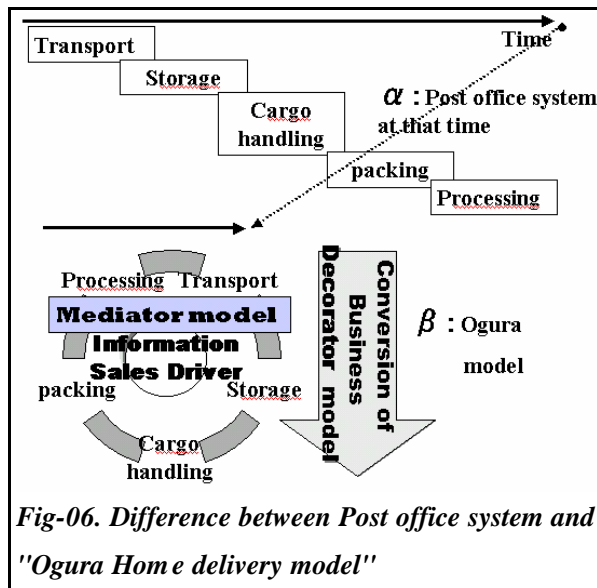 Time
Transport
Storage
Cargo
handling
packing
Processing
α : Post office system
at that time
Processing Transport
Mediator model
Information
Sales Driver
packing
Storage
Cargo
handling
Conversion of
Business
Decorator model
β : Ogura
model
Fig-06. Difference between Post office system and
"Ogura Home delivery model"